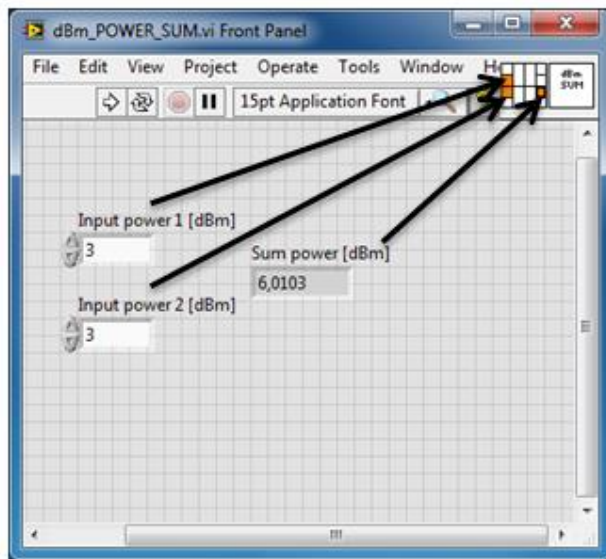 dBm_POWER_SUM.vi Front Panel
File Edit View Project Operate Tools Window H
dBm
SUM
15pt Application Font
Input power 1 [dBm]
3
Sum power [dBm]
6,0103
Input power 2 [dBm]
3